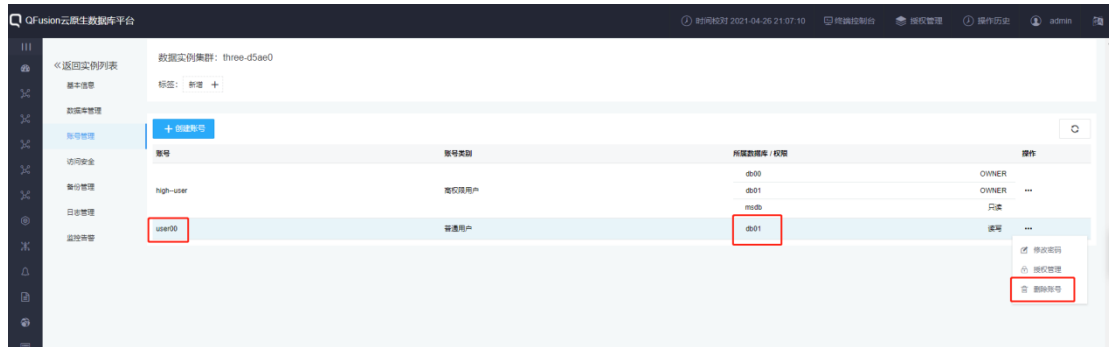 QFusion云原生数据库平台
时间校对 2021-04-26 21:07:10 终端控制台 授权管理 操作历史 admin
《返回实例列表
基本信息
数据库管理
账号管理
访问安全
备份管理
日志管理
监控告警
数据实例集群：three-d5ae0
标签： 新增 +
+ 创建账号
账号 账号类别 所属数据库 / 权限 操作
high-user 高权限用户 db00 OWNER
db01 OWNER ...
msdb 只读
user00 普通用户 db01 读写 ...
修改密码
授权管理
删除账号